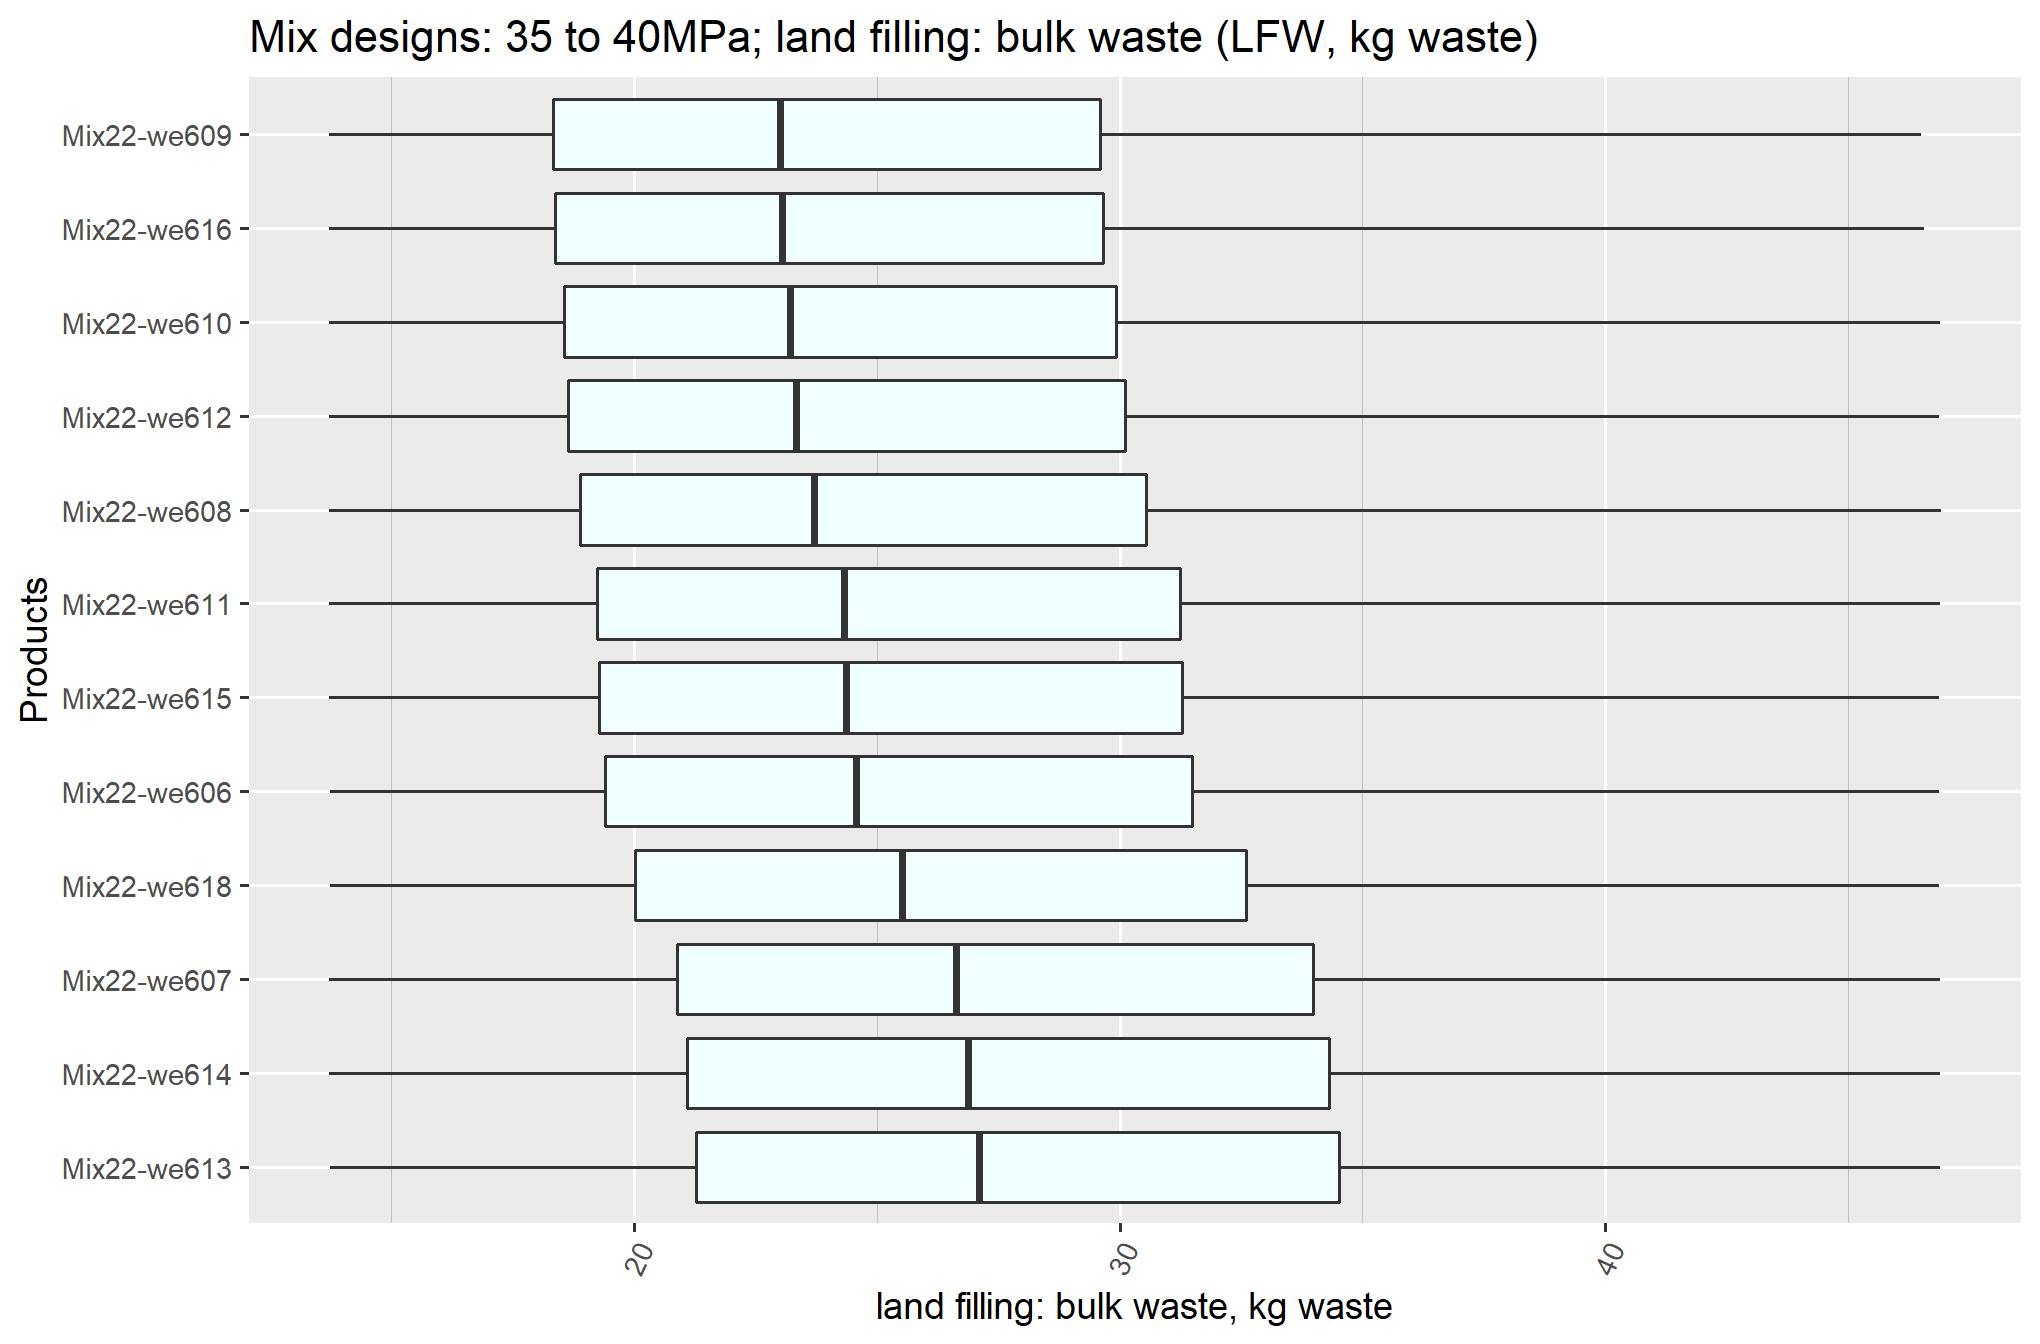 Mix designs: 35 to 40MPa; land filling: bulk waste (LFW, kg waste)
Products
Mix22-we609
Mix22-we616
Mix22-we610
Mix22-we612
Mix22-we608
Mix22-we611
Mix22-we615
Mix22-we606
Mix22-we618
Mix22-we607
Mix22-we614
Mix22-we613
20 30 40
land filling: bulk waste, kg waste